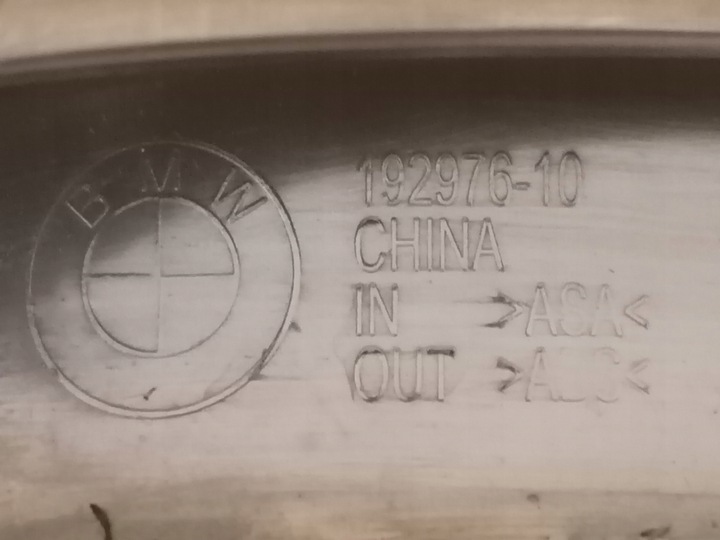 BMW
192976-10
CHINA
IN >ASA<
OUT